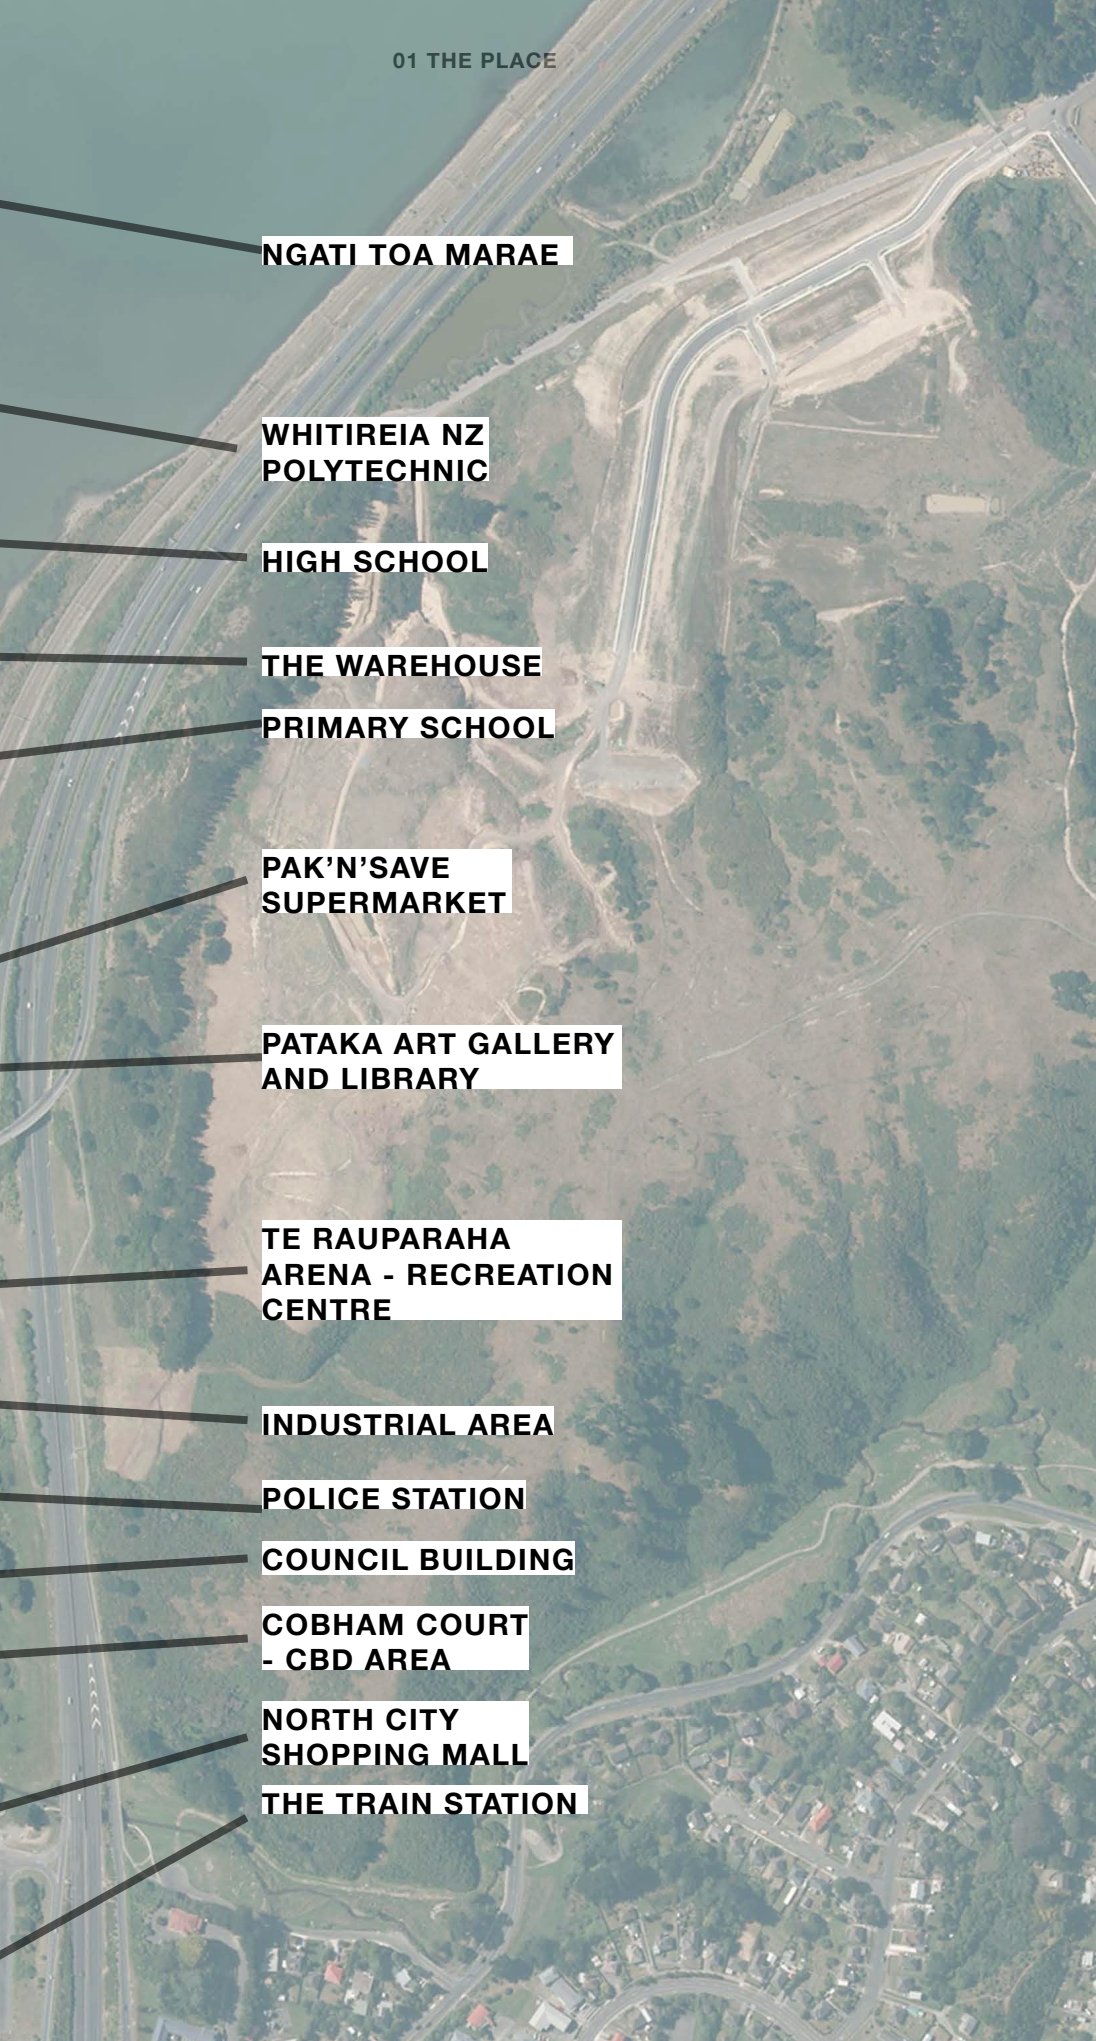 01 THE PLACE
NGATI TOA MARAE
WHITIREIA NZ
POLYTECHNIC
HIGH SCHOOL
THE WAREHOUSE
PRIMARY SCHOOL
PAK’N’SAVE
SUPERMARKET
PATAKA ART GALLERY
AND LIBRARY
TE RAUPARAHA
ARENA - RECREATION
CENTRE
INDUSTRIAL AREA
POLICE STATION
COUNCIL BUILDING
COBHAM COURT
- CBD AREA
NORTH CITY
SHOPPING MALL
THE TRAIN STATION